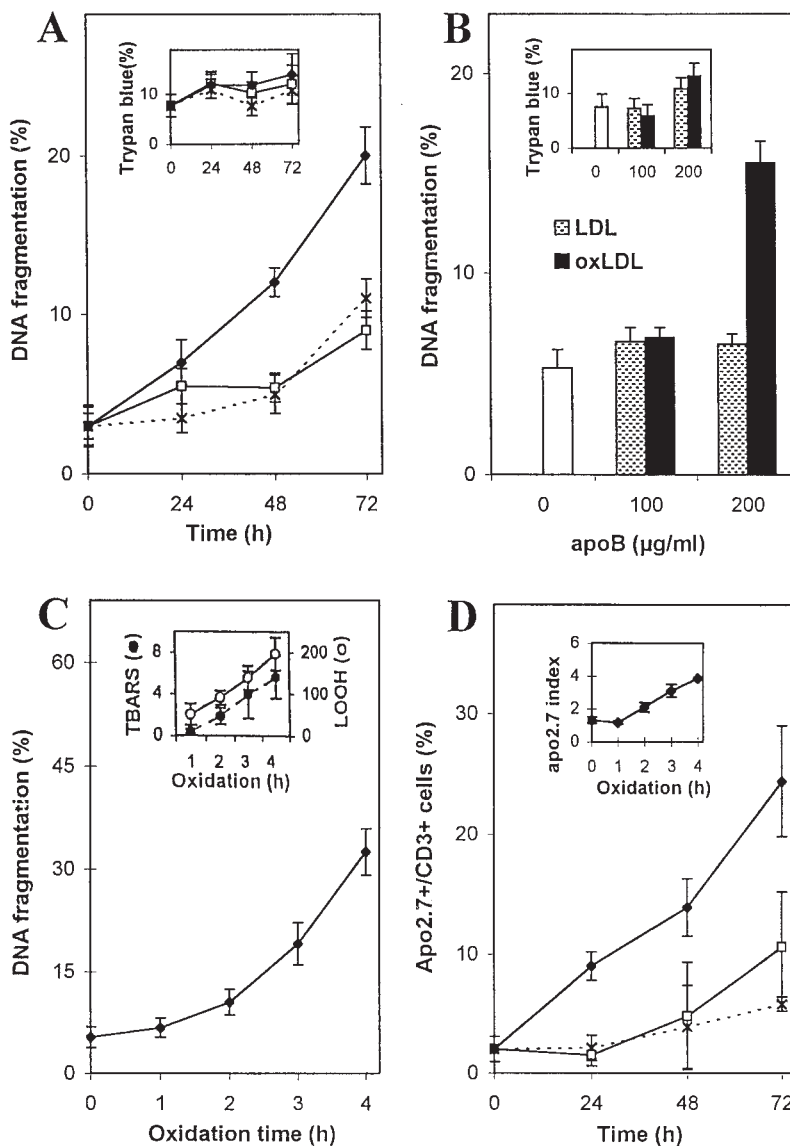 A
Trypan blue(%)
10
0
0 24 48 72
DNA fragmentation (%)
20
10
0
0 24 48 72
Time (h)
B
Trypan blue (%)
10
0
0 100 200
LDL
oxLDL
DNA fragmentation (%)
20
10
0
0 100 200
apoB (µg/ml)
C
TBARS (●)
8
4
0
200
100
0
LOOH (o)
1 2 3 4
Oxidation (h)
DNA fragmentation (%)
60
45
30
15
0
0 1 2 3 4
Oxidation time (h)
D
apo2.7 index
6
4
2
0
0 1 2 3 4
Oxidation (h)
Apo2.7+/CD3+ cells (%)
30
20
10
0
0 24 48 72
Time (h)